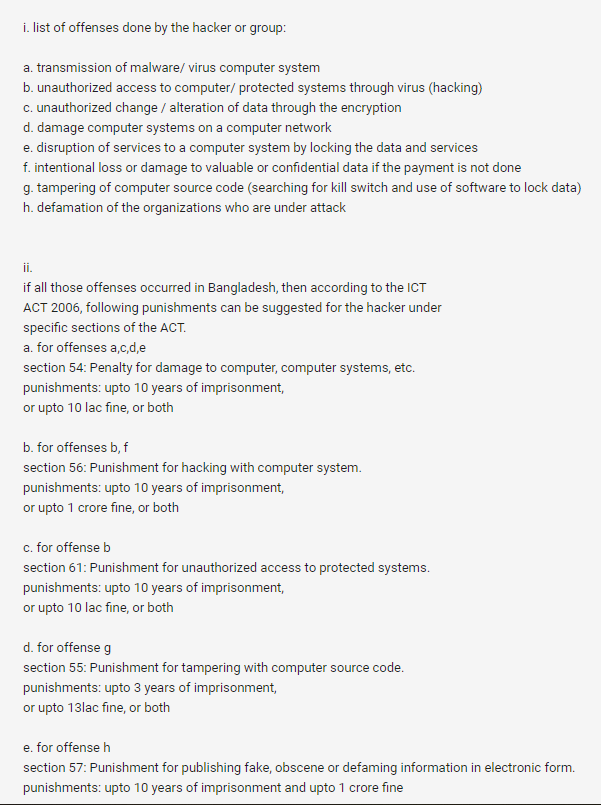 i. list of offenses done by the hacker or group:
a. transmission of malware/ virus computer system
b. unauthorized access to computer/ protected systems through virus (hacking)
c. unauthorized change / alteration of data through the encryption
d. damage computer systems on a computer network
e. disruption of services to a computer system by locking the data and services
f. intentional loss or damage to valuable or confidential data if the payment is not done
g. tampering of computer source code (searching for kill switch and use of software to lock data)
h. defamation of the organizations who are under attack
ii.
if all those offenses occurred in Bangladesh, then according to the ICT
ACT 2006, following punishments can be suggested for the hacker under
specific sections of the ACT.
a. for offenses a,c,d,e
section 54: Penalty for damage to computer, computer systems, etc.
punishments: upto 10 years of imprisonment,
or upto 10 lac fine, or both
b. for offenses b, f
section 56: Punishment for hacking with computer system.
punishments: upto 10 years of imprisonment,
or upto 1 crore fine, or both
c. for offense b
section 61: Punishment for unauthorized access to protected systems.
punishments: upto 10 years of imprisonment,
or upto 10 lac fine, or both
d. for offense g
section 55: Punishment for tampering with computer source code.
punishments: upto 3 years of imprisonment,
or upto 13lac fine, or both
e. for offense h
section 57: Punishment for publishing fake, obscene or defaming information in electronic form.
punishments: upto 10 years of imprisonment and upto 1 crore fine